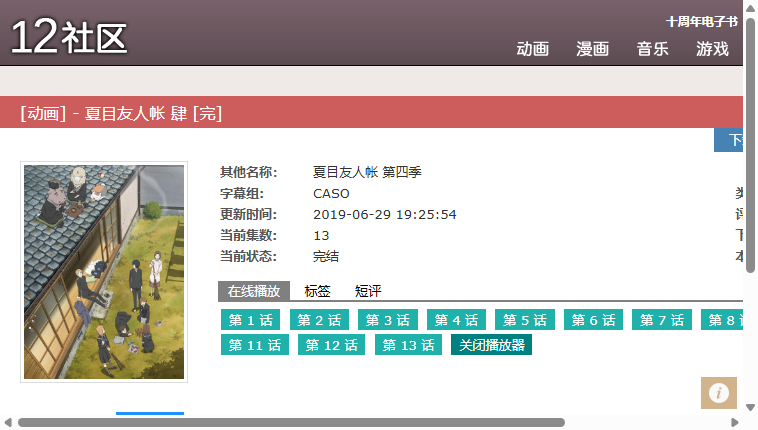 12社区
十周年电子书
动画 漫画 音乐 游戏
[动画] - 夏目友人帐 肆 [完]
下
其他名称: 夏目友人帐 第四季
字幕组: CASO
更新时间: 2019-06-29 19:25:54
当前集数: 13
当前状态: 完结
在线播放 标签 短评
第 1 话 第 2 话 第 3 话 第 4 话 第 5 话 第 6 话 第 7 话 第 8
第 11 话 第 12 话 第 13 话 关闭播放器